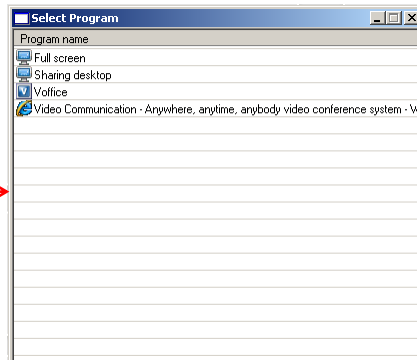 Select Program
Program name
Full screen
Sharing desktop
Voffice
Video Communication - Anywhere, anytime, anybody video conference system -